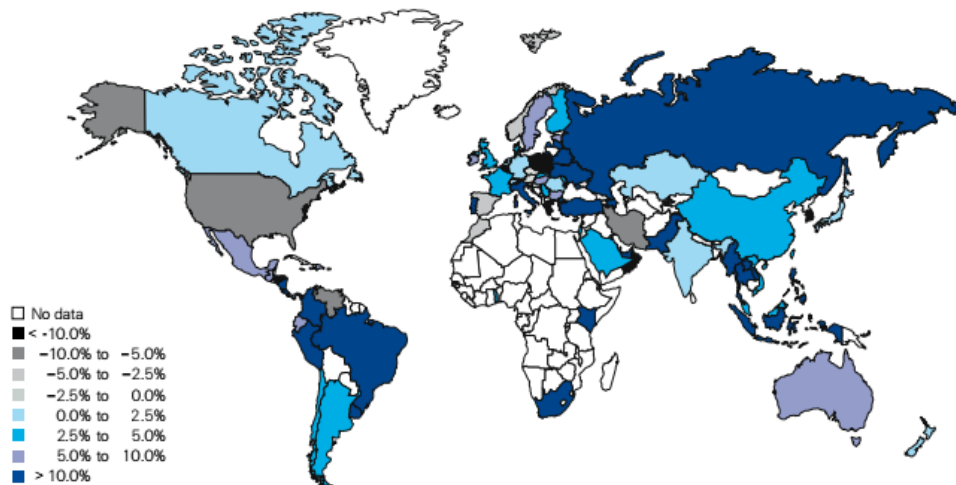 No data
< -10.0%
-10.0% to -5.0%
-5.0% to -2.5%
-2.5% to 0.0%
0.0% to 2.5%
2.5% to 5.0%
5.0% to 10.0%
> 10.0%